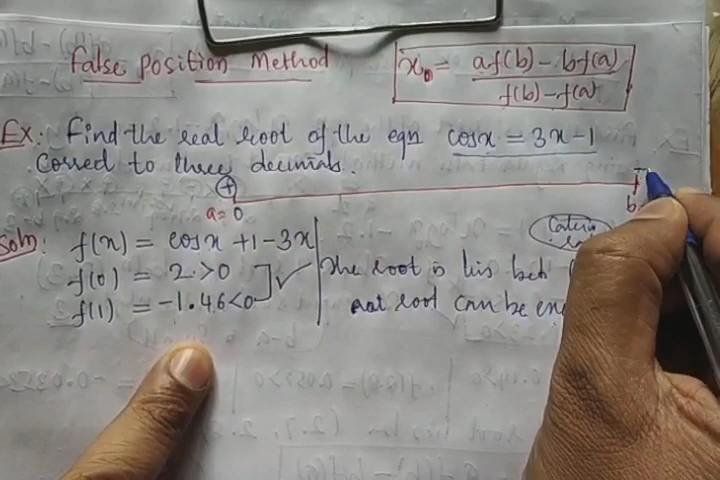 False Position Method
x₀ = af(b) - bf(a) / f(b) - f(a)
Ex: Find the real root of the eqn cosx = 3x-1
Correct to three decimals.
+
a=0
b
Soln: f(x) = cosx +1-3x
f(0) = 2 >0
f(1) = -1.46<0
The root is lies bet
root can be